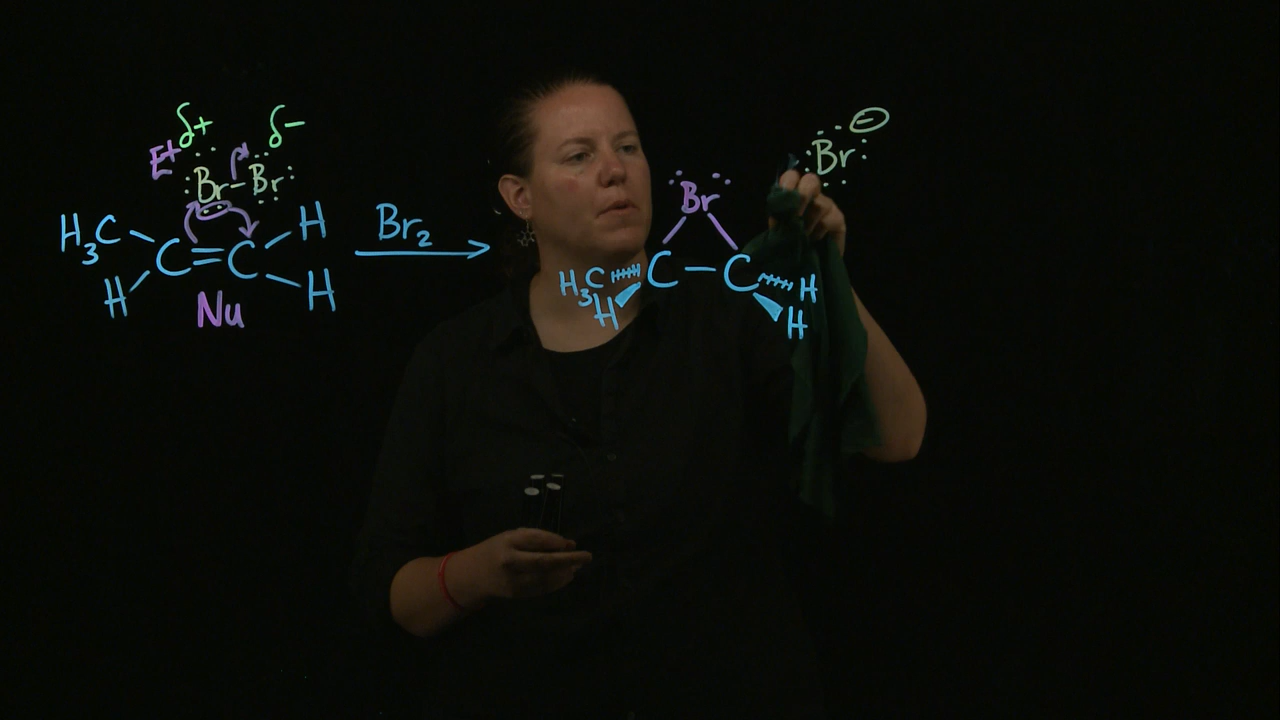 δ+ δ-
E+ Br-Br
H3C C=C H
H H
Nu
Br2
Br
H3C C-C H
H H
Br -